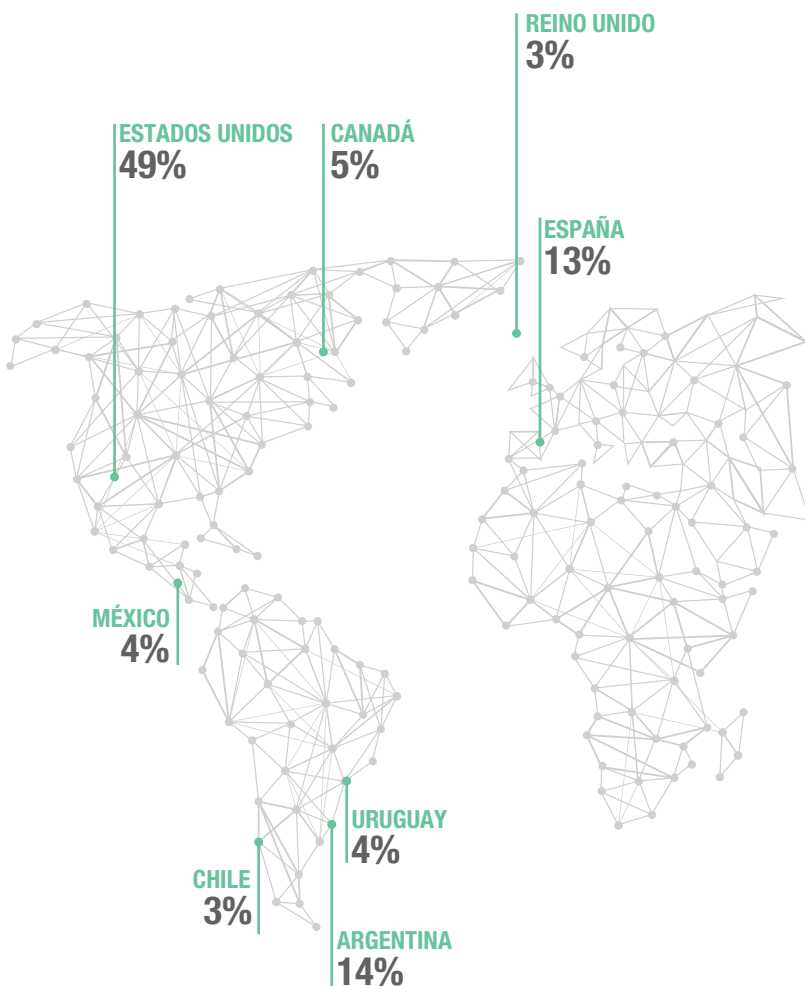 REINO UNIDO
3%
ESTADOS UNIDOS
49%
CANADÁ
5%
ESPAÑA
13%
MÉXICO
4%
URUGUAY
4%
CHILE
3%
ARGENTINA
14%